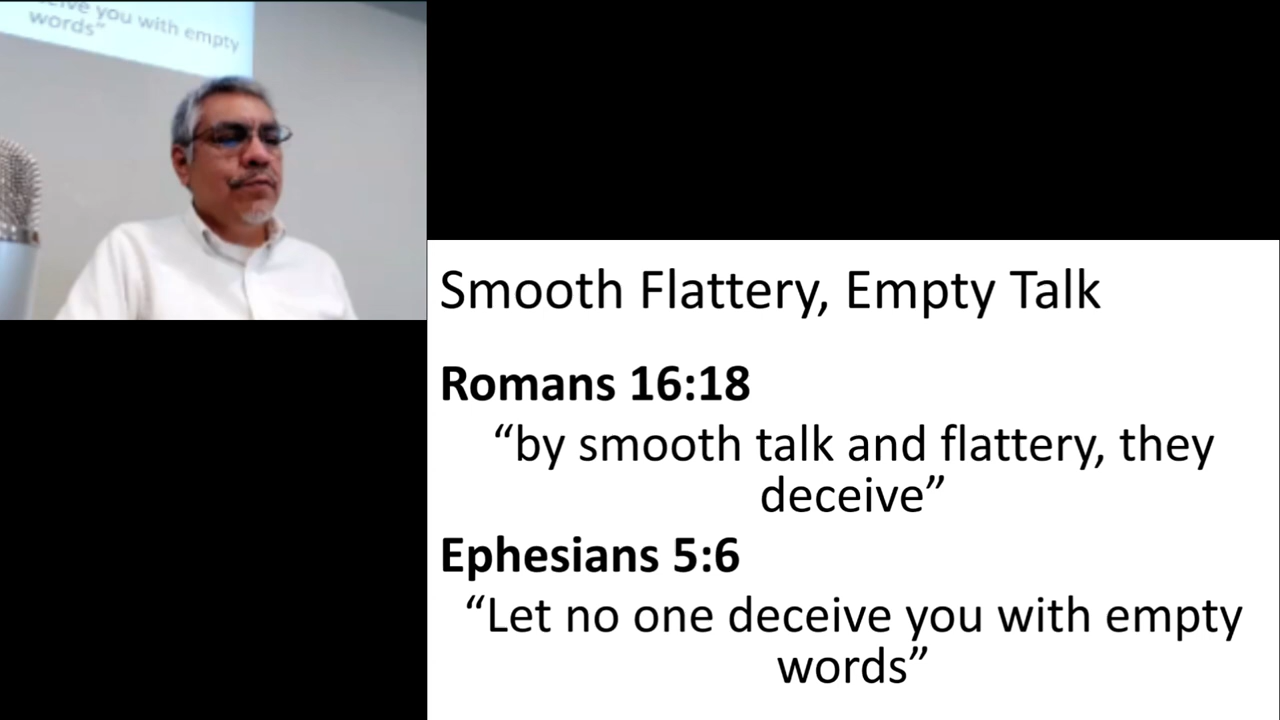 ve you with empty
words”
Smooth Flattery, Empty Talk
Romans 16:18
“by smooth talk and flattery, they
deceive”
Ephesians 5:6
“Let no one deceive you with empty
words”